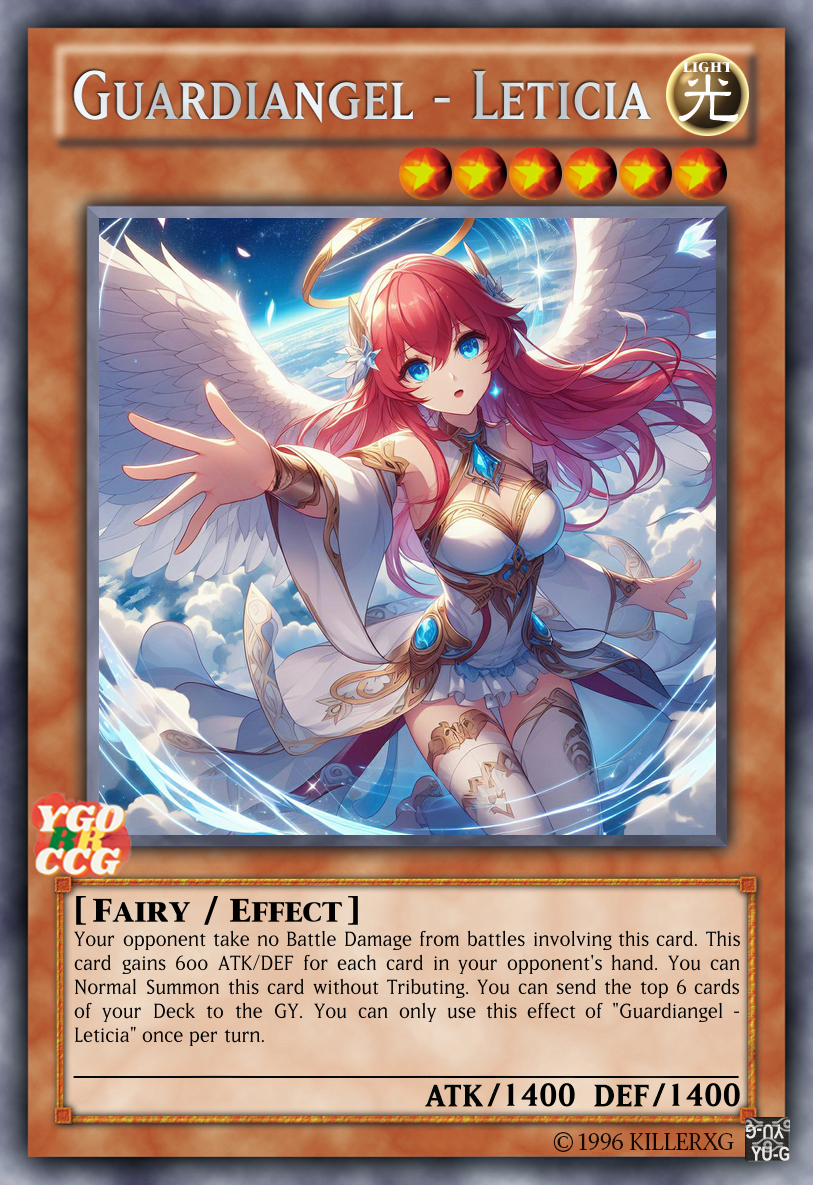 Guardiangel - Leticia
LIGHT
光
YGO
BR
CCG
[ Fairy / Effect ]
Your opponent take no Battle Damage from battles involving this card. This
card gains 600 ATK/DEF for each card in your opponent's hand. You can
Normal Summon this card without Tributing. You can send the top 6 cards
of your Deck to the GY. You can only use this effect of "Guardiangel -
Leticia" once per turn.
ATK/1400 DEF/1400
© 1996 KILLERXG
YU-G
YU-G